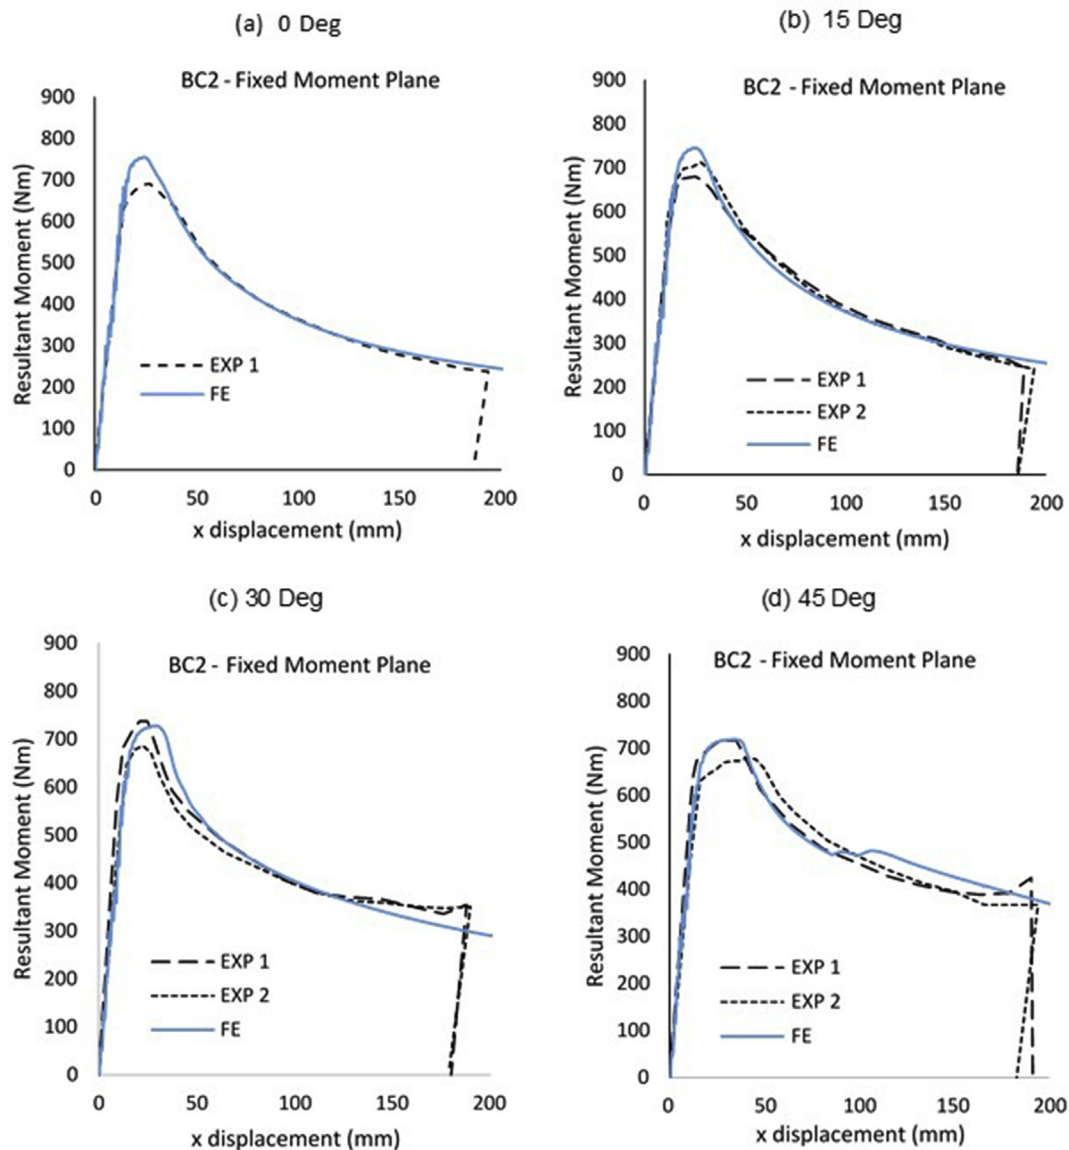 (a) 0 Deg
BC2 - Fixed Moment Plane
Resultant Moment (Nm)
900
800
700
600
500
400
300
200
100
0
EXP 1
FE
0 50 100 150 200
x displacement (mm)
(b) 15 Deg
BC2 - Fixed Moment Plane
Resultant Moment (Nm)
900
800
700
600
500
400
300
200
100
0
EXP 1
EXP 2
FE
0 50 100 150 200
x displacement (mm)
(c) 30 Deg
BC2 - Fixed Moment Plane
Resultant Moment (Nm)
900
800
700
600
500
400
300
200
100
0
EXP 1
EXP 2
FE
0 50 100 150 200
x displacement (mm)
(d) 45 Deg
BC2 - Fixed Moment Plane
Resultant Moment (Nm)
900
800
700
600
500
400
300
200
100
0
EXP 1
EXP 2
FE
0 50 100 150 200
x displacement (mm)